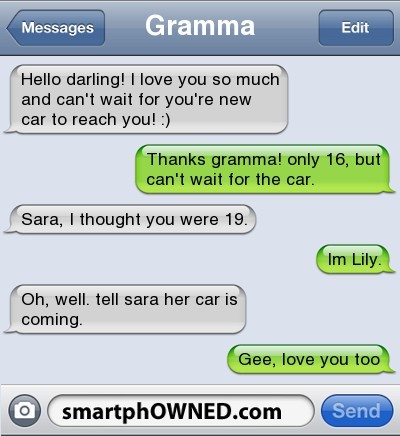 Messages Gramma Edit
Hello darling! I love you so much
and can't wait for you're new
car to reach you! :)
Thanks gramma! only 16, but
can't wait for the car.
Sara, I thought you were 19.
Im Lily.
Oh, well. tell sara her car is
coming.
Gee, love you too
smartphOWNED.com Send